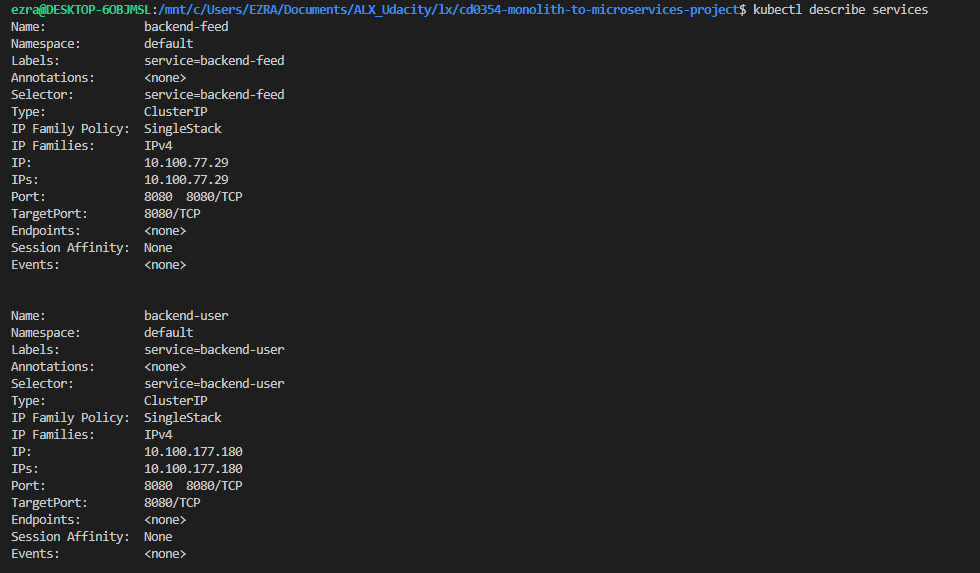 ezra@DESKTOP-GOBJMSL:/mnt/c/Users/EZRA/Documents/ALX_Udacity/lx/cd0354-monolith-to-microservices-project$ kubectl describe services
Name:              backend-feed
Namespace:         default
Labels:            service=backend-feed
Annotations:       <none>
Selector:          service=backend-feed
Type:              ClusterIP
IP Family Policy:  SingleStack
IP Families:       IPv4
IP:                10.100.77.29
IPs:               10.100.77.29
Port:              8080  8080/TCP
TargetPort:        8080/TCP
Endpoints:         <none>
Session Affinity:  None
Events:            <none>
Name:              backend-user
Namespace:         default
Labels:            service=backend-user
Annotations:       <none>
Selector:          service=backend-user
Type:              ClusterIP
IP Family Policy:  SingleStack
IP Families:       IPv4
IP:                10.100.177.180
IPs:               10.100.177.180
Port:              8080  8080/TCP
TargetPort:        8080/TCP
Endpoints:         <none>
Session Affinity:  None
Events:            <none>